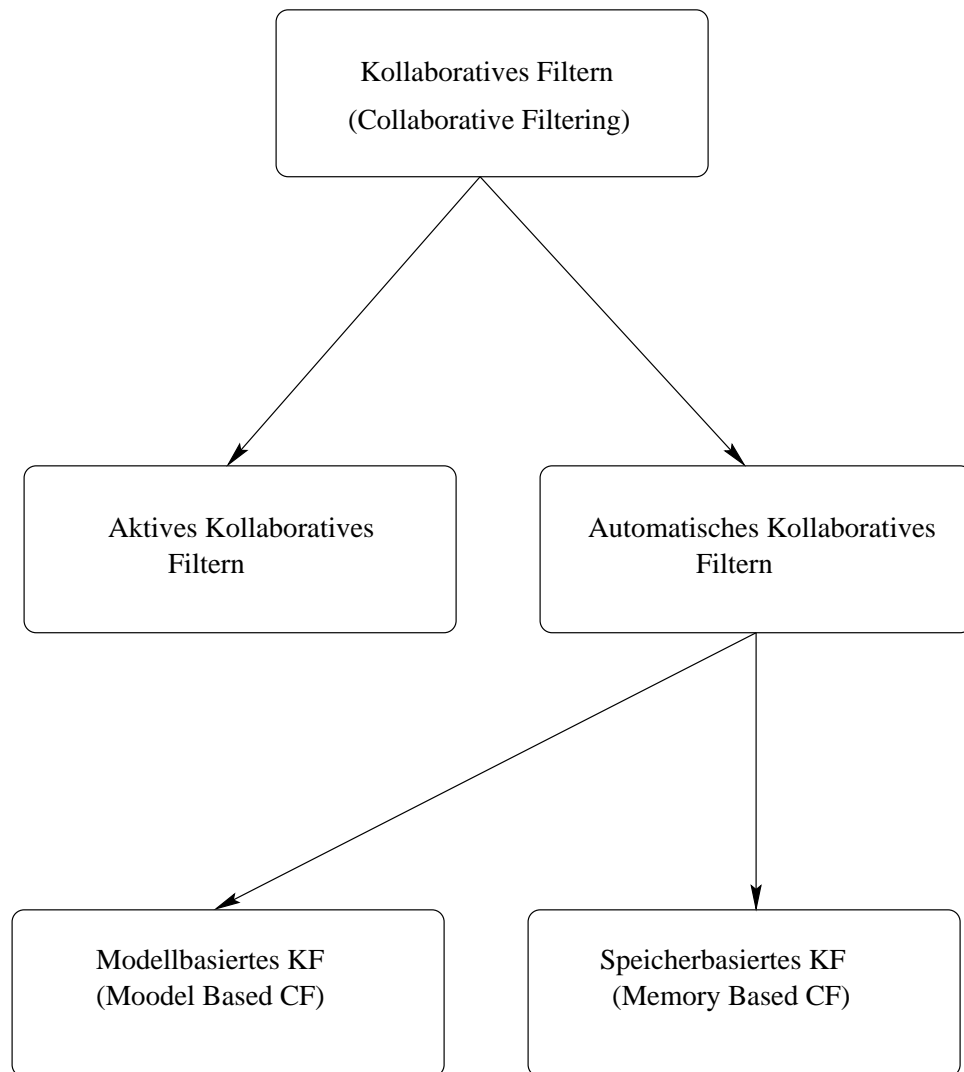 Kollaboratives Filtern
(Collaborative Filtering)
Aktives Kollaboratives
Filtern
Automatisches Kollaboratives
Filtern
Modellbasiertes KF
(Moodel Based CF)
Speicherbasiertes KF
(Memory Based CF)